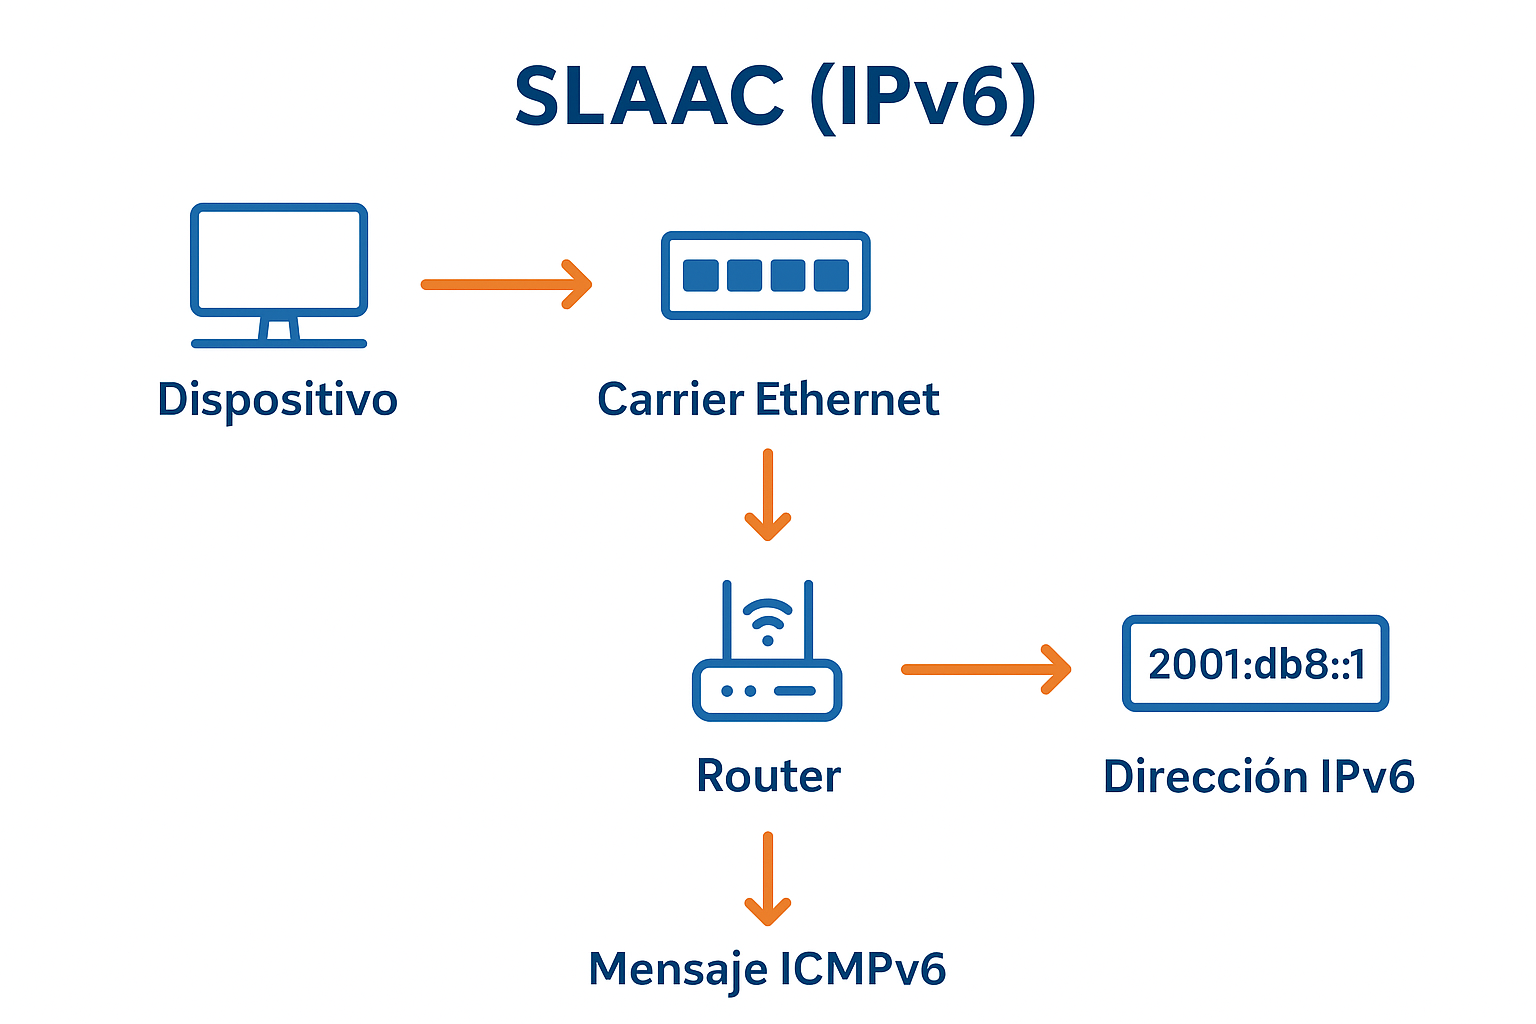 SLAAC (IPv6)
Dispositivo
Carrier Ethernet
2001:db8::1
Router
Dirección IPv6
Mensaje ICMPv6